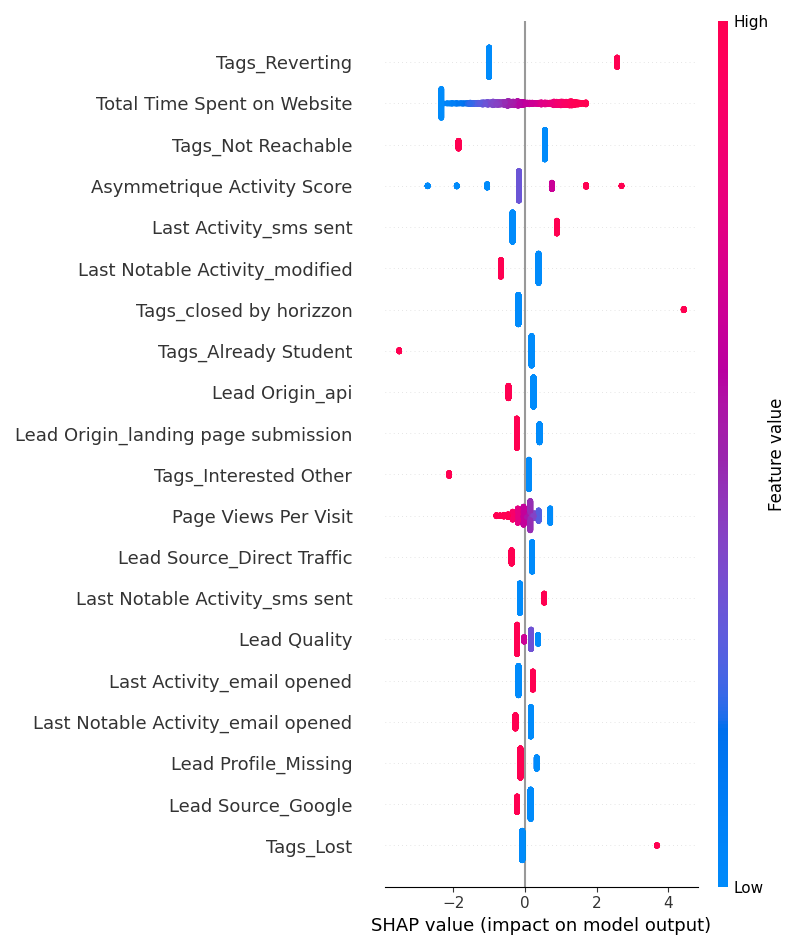 High
Tags_Reverting
Total Time Spent on Website
Tags_Not Reachable
Asymmetrique Activity Score
Last Activity_sms sent
Last Notable Activity_modified
Tags_closed by horizzon
Tags_Already Student
Lead Origin_api
Lead Origin_landing page submission
Tags_Interested Other
Page Views Per Visit
Lead Source_Direct Traffic
Last Notable Activity_sms sent
Lead Quality
Last Activity_email opened
Last Notable Activity_email opened
Lead Profile_Missing
Lead Source_Google
Tags_Lost
Feature value
Low
−2 0 2 4
SHAP value (impact on model output)